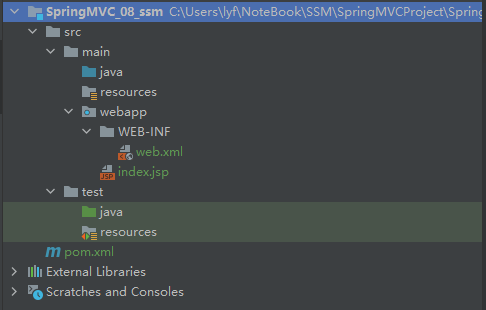 SpringMVC_08_ssm C:\Users\lyf\NoteBook\SSM\SpringMVCProject\Spring
src
main
java
resources
webapp
WEB-INF
web.xml
index.jsp
test
java
resources
pom.xml
External Libraries
Scratches and Consoles